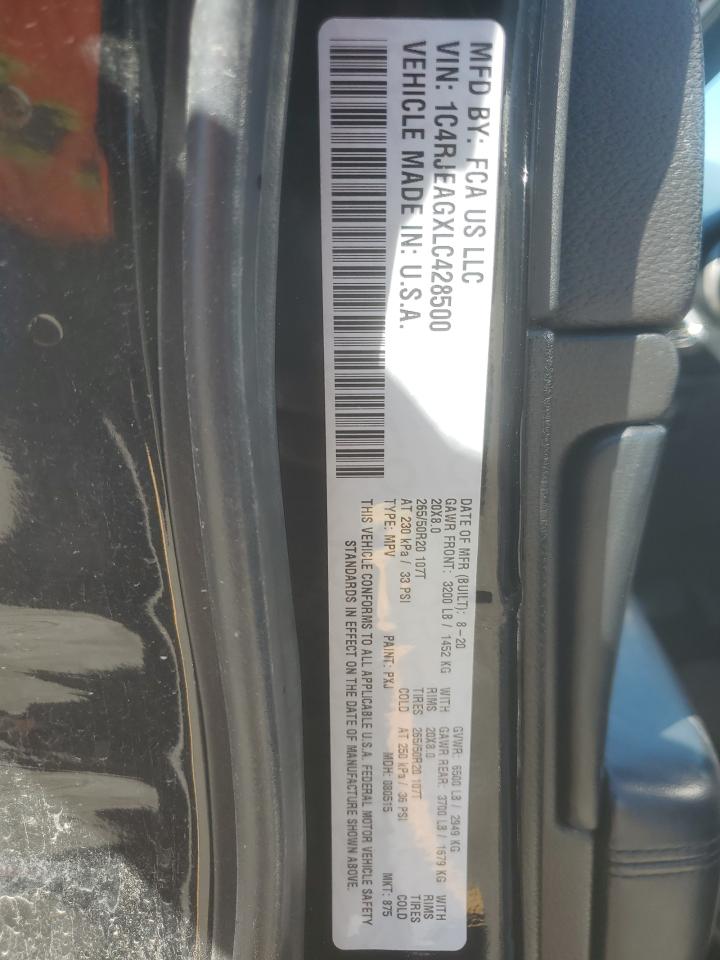 MFD BY: FCA US LLC
VIN: 1C4RJEAGXLC428500
VEHICLE MADE IN: U.S.A.
DATE OF MFR (BUILT): 8-20 GVWR: 6500 LB / 2949 KG
GAWR FRONT: 3200 LB / 1452 KG WITH GAWR REAR: 3700 LB / 1679 KG WITH
20X8.0 RIMS 20X8.0 RIMS
265/50R20 107T TIRES 265/50R20 107T TIRES
AT 230 kPa / 33 PSI COLD AT 250 kPa / 36 PSI COLD
TYPE: MPV PAINT: PXJ MDH: 080515 MKT: 875
THIS VEHICLE CONFORMS TO ALL APPLICABLE U.S.A. FEDERAL MOTOR VEHICLE SAFETY
STANDARDS IN EFFECT ON THE DATE OF MANUFACTURE SHOWN ABOVE.